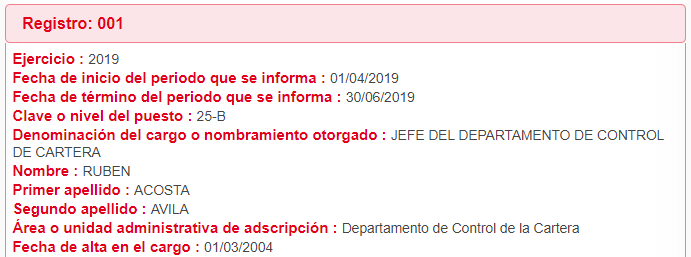 Registro: 001
Ejercicio : 2019
Fecha de inicio del periodo que se informa : 01/04/2019
Fecha de término del periodo que se informa : 30/06/2019
Clave o nivel del puesto : 25-B
Denominación del cargo o nombramiento otorgado : JEFE DEL DEPARTAMENTO DE CONTROL
DE CARTERA
Nombre : RUBEN
Primer apellido : ACOSTA
Segundo apellido : AVILA
Área o unidad administrativa de adscripción : Departamento de Control de la Cartera
Fecha de alta en el cargo : 01/03/2004